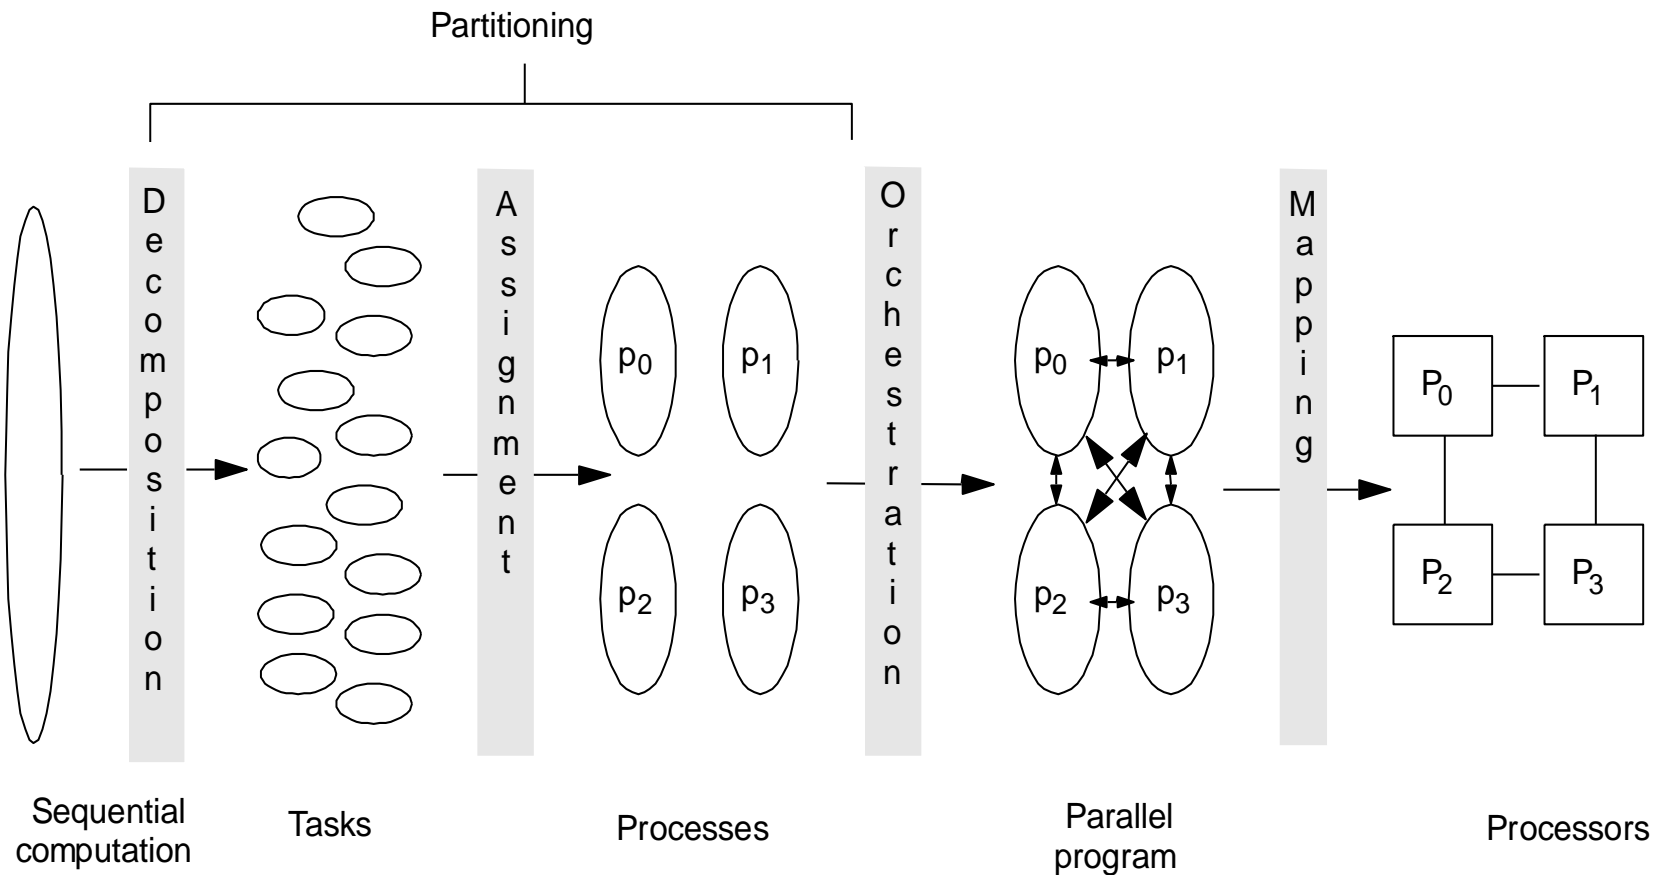 Partitioning
Decomposition
Assignment
Orchestration
Mapping
p0 p1
p2 p3
p0 p1
p2 p3
P0 P1
P2 P3
Sequential
computation
Tasks
Processes
Parallel
program
Processors